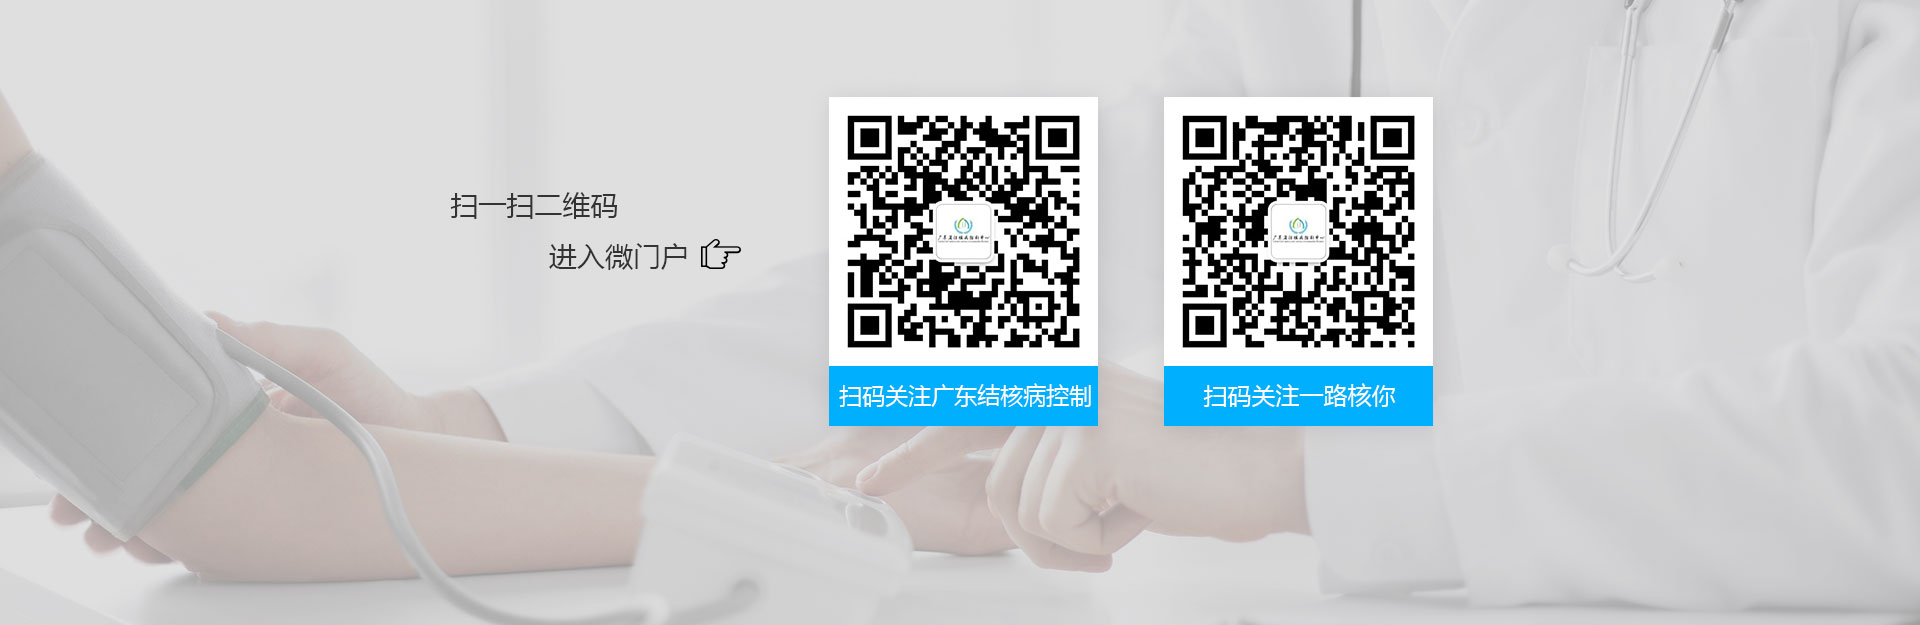 扫一扫二维码
进入微门户
扫码关注广东结核病控制
扫码关注一路核你